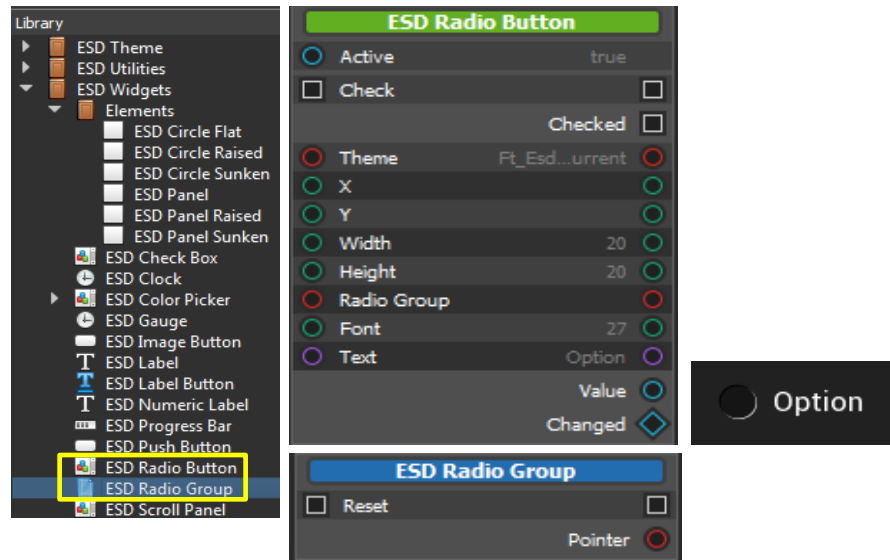 Library
ESD Theme
ESD Utilities
ESD Widgets
Elements
ESD Circle Flat
ESD Circle Raised
ESD Circle Sunken
ESD Panel
ESD Panel Raised
ESD Panel Sunken
ESD Check Box
ESD Clock
ESD Color Picker
ESD Gauge
ESD Image Button
ESD Label
ESD Label Button
ESD Numeric Label
ESD Progress Bar
ESD Push Button
ESD Radio Button
ESD Radio Group
ESD Scroll Panel
ESD Radio Button
Active true
Check
Checked
Theme Ft_Esd...urrent
X
Y
Width 20
Height 20
Radio Group
Font 27
Text Option
Value
Changed
ESD Radio Group
Reset
Pointer
Option